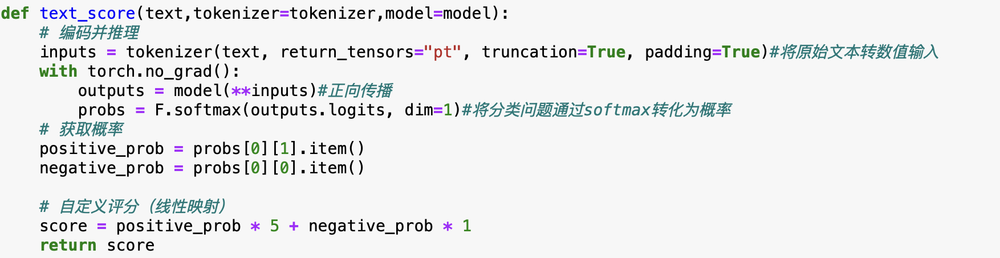 def text_score(text,tokenizer=tokenizer,model=model):
    # 编码并推理
    inputs = tokenizer(text, return_tensors="pt", truncation=True, padding=True)#将原始文本转数值输入
    with torch.no_grad():
        outputs = model(**inputs)#正向传播
        probs = F.softmax(outputs.logits, dim=1)#将分类问题通过softmax转化为概率
    # 获取概率
    positive_prob = probs[0][1].item()
    negative_prob = probs[0][0].item()

    # 自定义评分（线性映射）
    score = positive_prob * 5 + negative_prob * 1
    return score